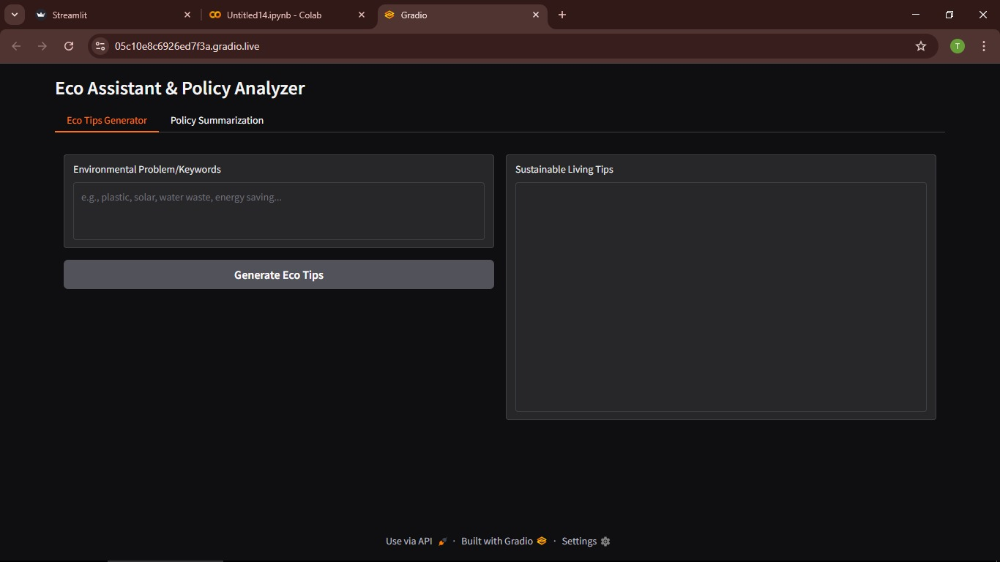 Streamlit
Untitled14.ipynb - Colab
Gradio
05c10e8c6926ed7f3a.gradio.live
T
Eco Assistant & Policy Analyzer
Eco Tips Generator
Policy Summarization
Environmental Problem/Keywords
e.g., plastic, solar, water waste, energy saving...
Generate Eco Tips
Sustainable Living Tips
Use via API · Built with Gradio · Settings